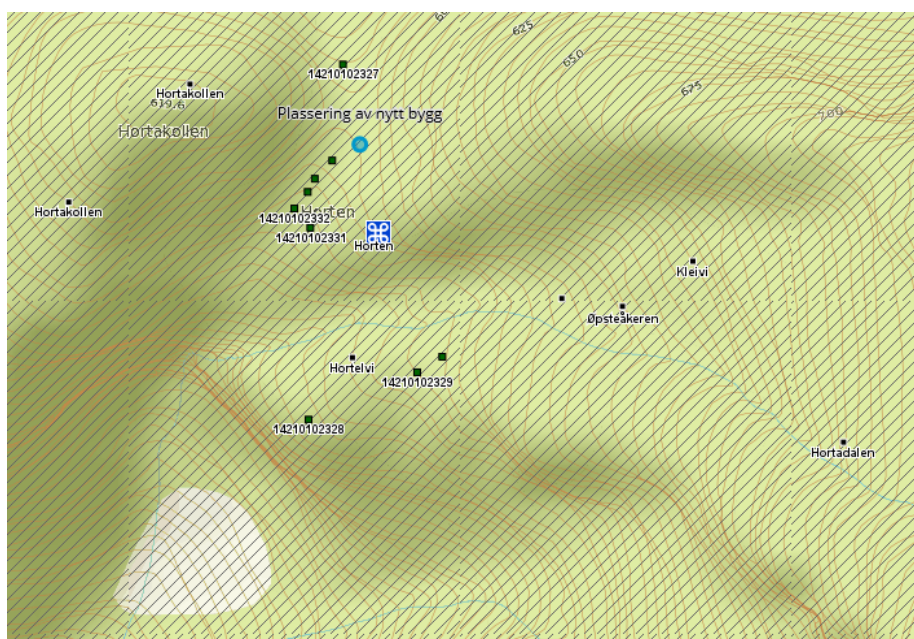 625
650
14210102327
675
Hortakollen
619.6
700
Plassering av nytt bygg
Hortakollen
Hortakollen
14210102332
Horten
14210102331
Horten
Kleivi
Øpsteåkeren
Hortelvi
14210102329
14210102328
Hortadalen